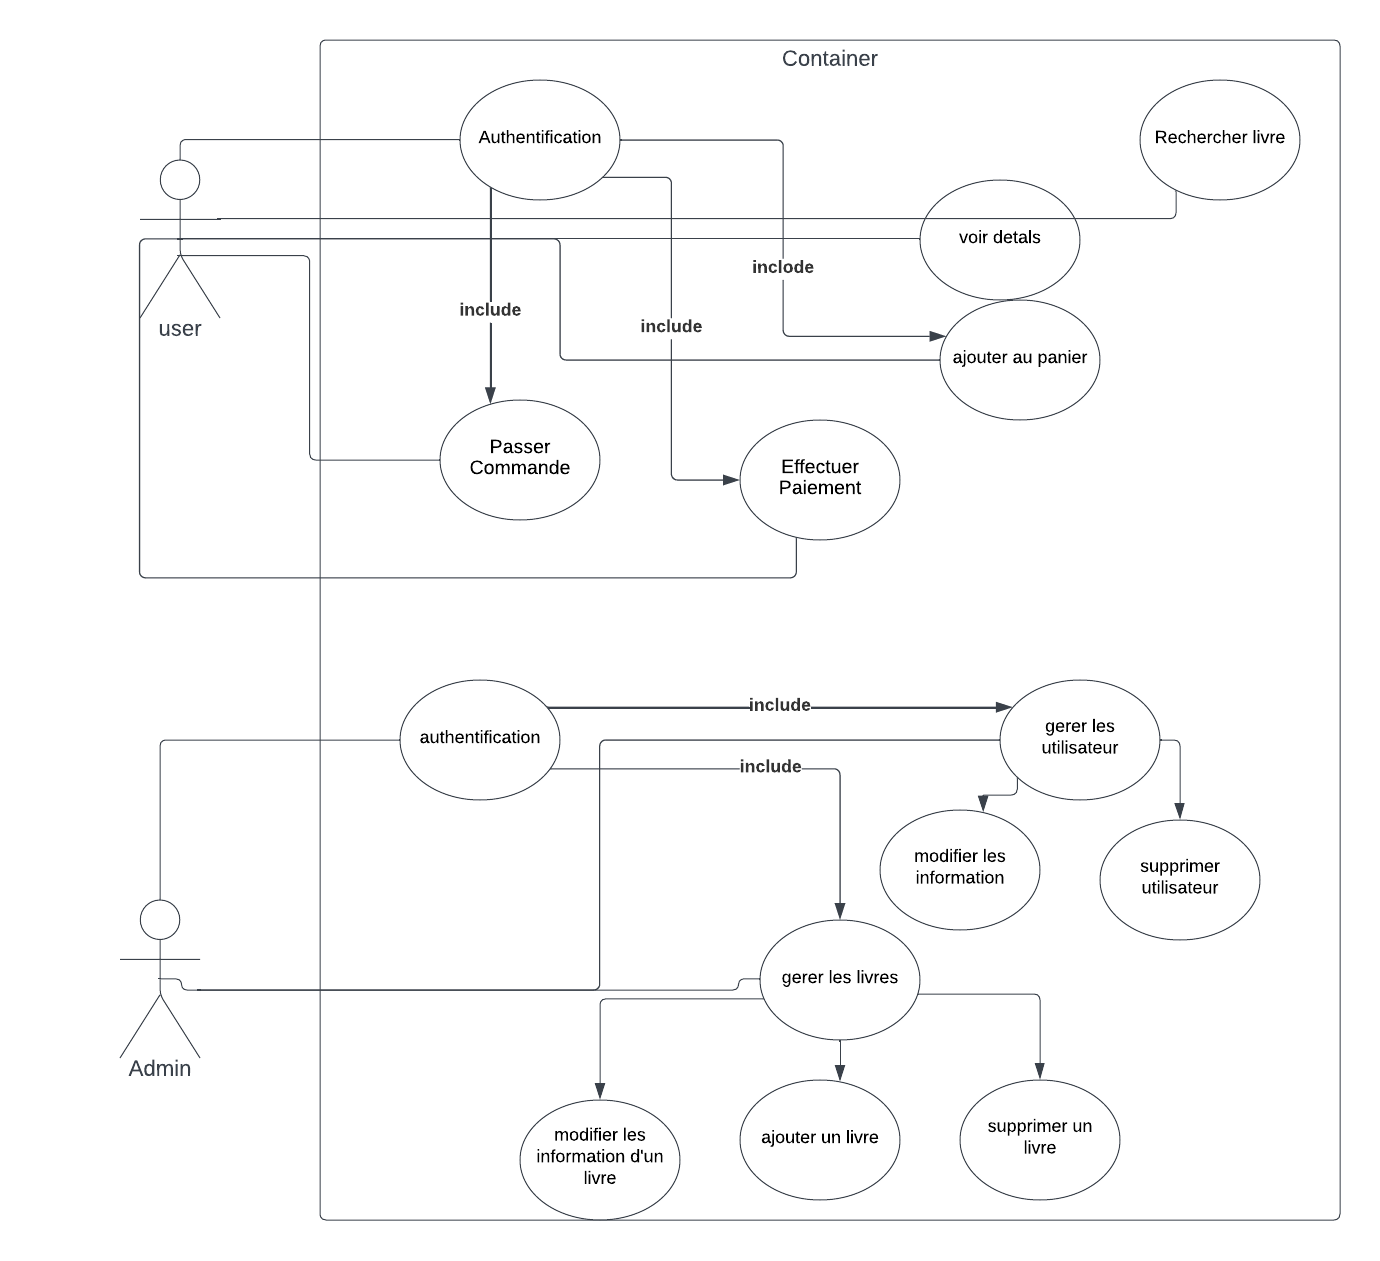 Container
Authentification
Rechercher livre
voir detals
inclode
include
include
user
ajouter au panier
Passer
Commande
Effectuer
Paiement
include
authentification
gerer les
utilisateur
include
modifier les
information
supprimer
utilisateur
gerer les livres
Admin
modifier les
information d'un
livre
ajouter un livre
supprimer un
livre